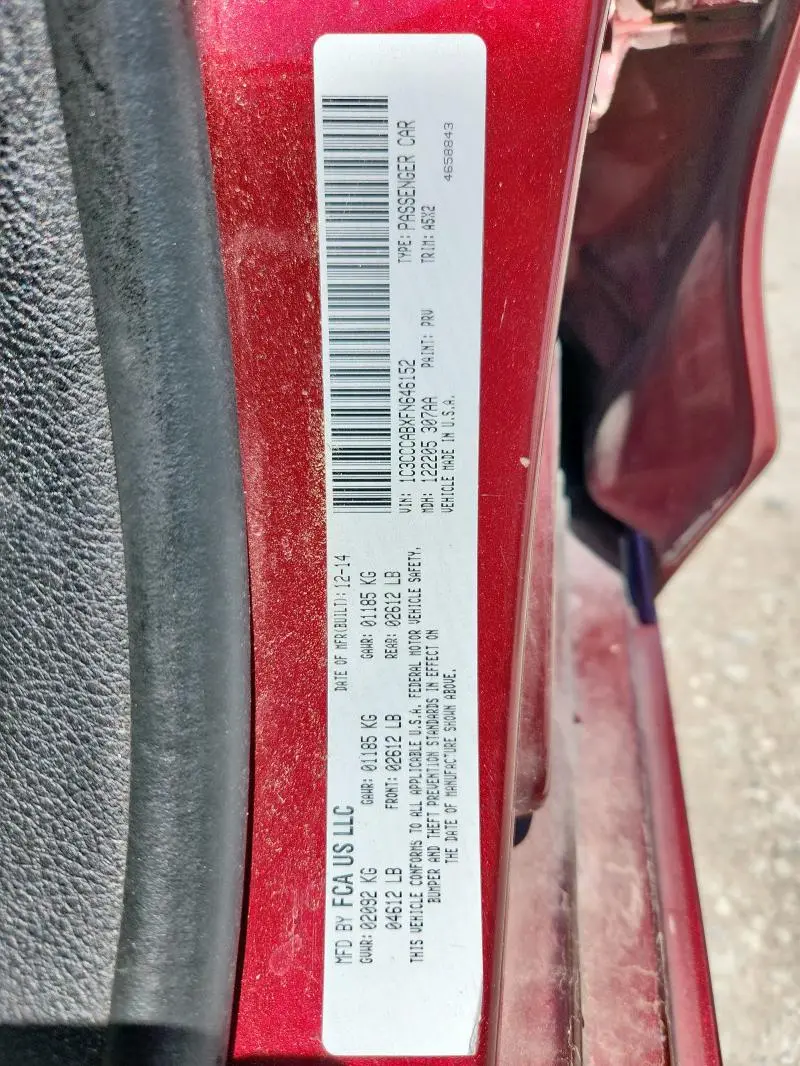 MFD BY FCA US LLC
DATE OF MFR(BUILT): 12-14
GVWR: 02092 KG
GAWR: 01185 KG
GAWR: 01185 KG
04612 LB
FRONT: 02612 LB
REAR: 02612 LB
THIS VEHICLE CONFORMS TO ALL APPLICABLE U.S.A. FEDERAL MOTOR VEHICLE SAFETY,
BUMPER AND THEFT PREVENTION STANDARDS IN EFFECT ON
THE DATE OF MANUFACTURE SHOWN ABOVE.
VIN: 1C3CCCABXFN646152
TYPE: PASSENGER CAR
MDH: 122205 307AA
PAINT: PRV
TRIM: A5X2
VEHICLE MADE IN U.S.A.
4658843